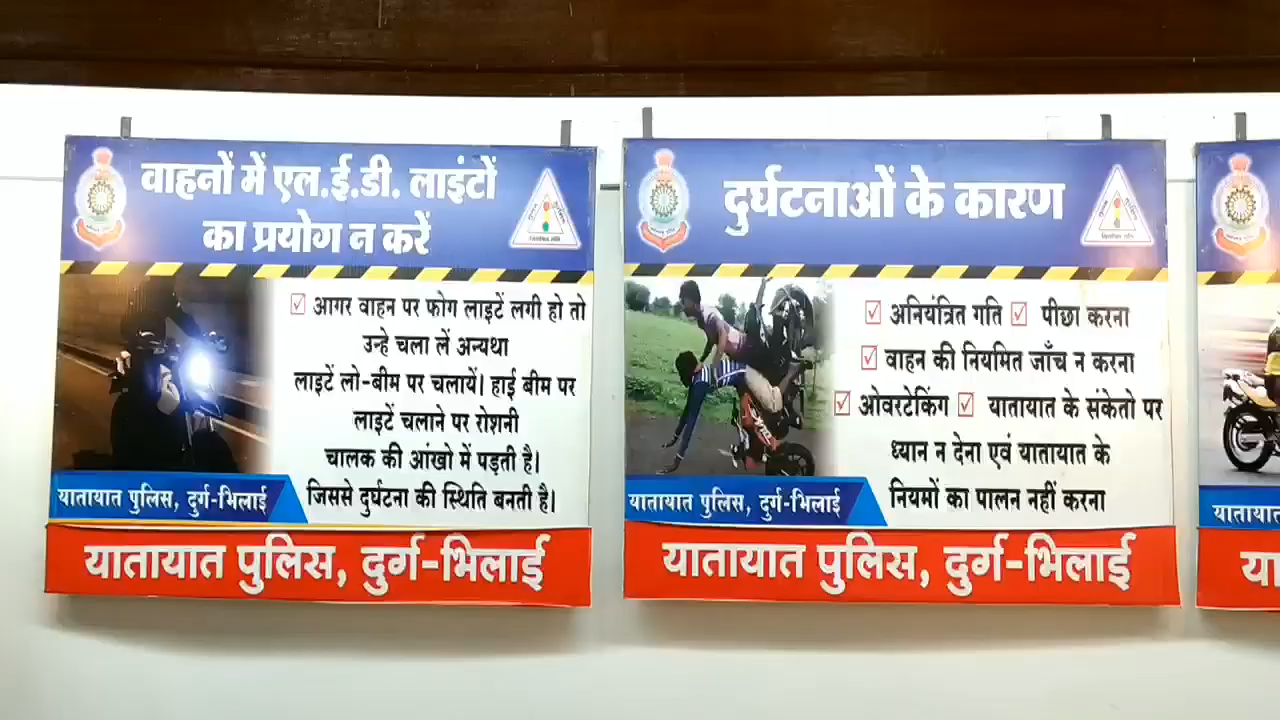 वाहनों में एल.ई.डी. लाइंटों
का प्रयोग न करें
आगर वाहन पर फोग लाइटें लगी हो तो
उन्हे चला लें अन्यथा
लाइटें लो-बीम पर चलायें। हाई बीम पर
लाइटें चलाने पर रोशनी
चालक की आंखो में पड़ती है।
जिससे दुर्घटना की स्थिति बनती है।
यातायात पुलिस, दुर्ग-भिलाई
यातायात पुलिस, दुर्ग-भिलाई
दुर्घटनाओं के कारण
अनियंत्रित गति पीछा करना
वाहन की नियमित जाँच न करना
ओवरटेकिंग यातायात के संकेतो पर
ध्यान न देना एवं यातायात के
नियमों का पालन नहीं करना
यातायात पुलिस, दुर्ग-भिलाई
यातायात पुलिस, दुर्ग-भिलाई